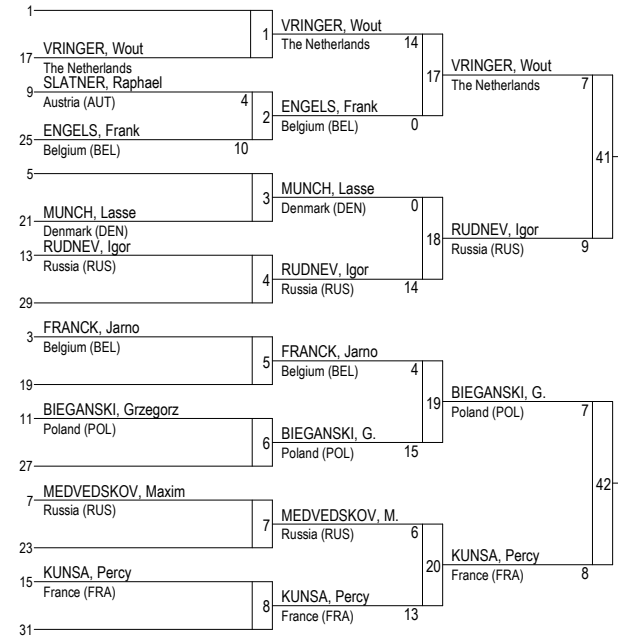 1
1
VRINGER, Wout
The Netherlands
14
17
VRINGER, Wout
The Netherlands
9
SLATNER, Raphael
Austria (AUT)
4
17
VRINGER, Wout
The Netherlands
7
2
ENGELS, Frank
Belgium (BEL)
0
25
ENGELS, Frank
Belgium (BEL)
10
41
5
3
MUNCH, Lasse
Denmark (DEN)
0
21
MUNCH, Lasse
Denmark (DEN)
13
RUDNEV, Igor
Russia (RUS)
18
RUDNEV, Igor
Russia (RUS)
9
4
RUDNEV, Igor
Russia (RUS)
14
29
3
FRANCK, Jarno
Belgium (BEL)
5
FRANCK, Jarno
Belgium (BEL)
4
19
11
BIEGANSKI, Grzegorz
Poland (POL)
19
BIEGANSKI, G.
Poland (POL)
7
6
BIEGANSKI, G.
Poland (POL)
15
27
42
7
MEDVEDSKOV, Maxim
Russia (RUS)
7
MEDVEDSKOV, M.
Russia (RUS)
6
23
15
KUNSA, Percy
France (FRA)
20
KUNSA, Percy
France (FRA)
8
8
KUNSA, Percy
France (FRA)
13
31